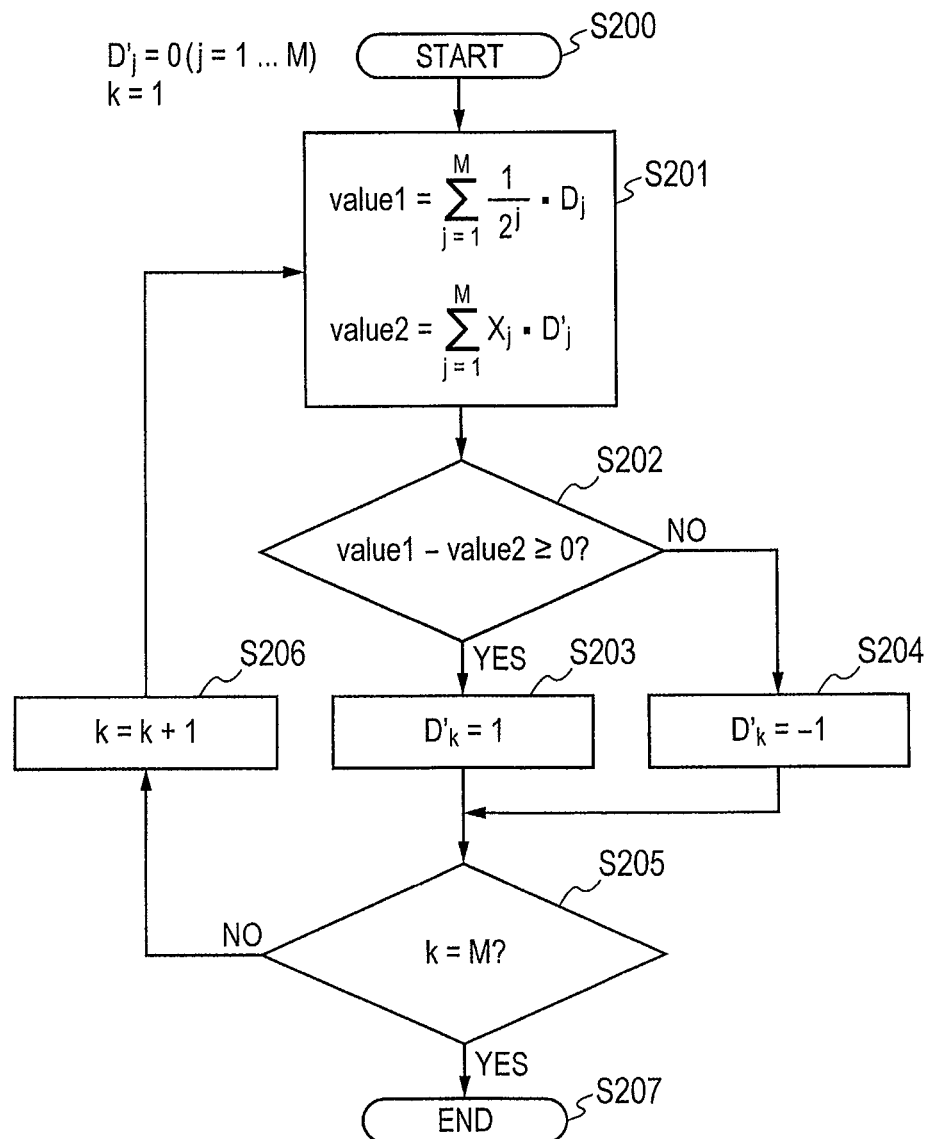 S200
START
D'j = 0 (j = 1 ... M)
k = 1
S201
value1 = M ∑ j = 1 1/2^j ▪ Dj
value2 = M ∑ j = 1 Xj ▪ D'j
S202
value1 – value2 ≥ 0?
NO
YES
S206
S203
S204
k = k + 1
D'k = 1
D'k = –1
S205
NO
k = M?
YES
S207
END